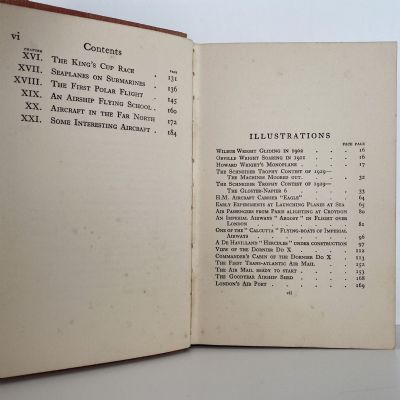 vi Contents
CHAPTER PAGE
XVI. The King's Cup Race . 131
XVII. Seaplanes on Submarines . 136
XVIII. The First Polar Flight . 145
XIX. An Airship Flying School . 160
XX. Aircraft in the Far North 172
XXI. Some Interesting Aircraft . 184
ILLUSTRATIONS
FACE PAGE
Wilbur Wright Gliding in 1902 . . . 16
Orville Wright Soaring in 1911 . . . 16
Howard Wright's Monoplane . . . 17
The Schneider Trophy Contest of 1929—
The Machines Moored out. . . . 32
The Schneider Trophy Contest of 1929—
The Gloster-Napier 6 . . . 33
H.M. Aircraft Carrier "Eagle" . . . 64
Early Experiments at Launching Planes at Sea 65
Air Passengers from Paris alighting at Croydon 80
An Imperial Airways "Argosy" in Flight over
London . . . 81
One of the "Calcutta" Flying-boats of Imperial
Airways . . . 96
A De Havilland "Hercules" under construction 97
View of the Dornier Do X . . . 112
Commander's Cabin of the Dornier Do X . 113
The First Trans-Atlantic Air Mail . . 152
The Air Mail ready to start . . . 153
The Goodyear Airship Shed . . . 168
London's Air Port . . . 169
vii